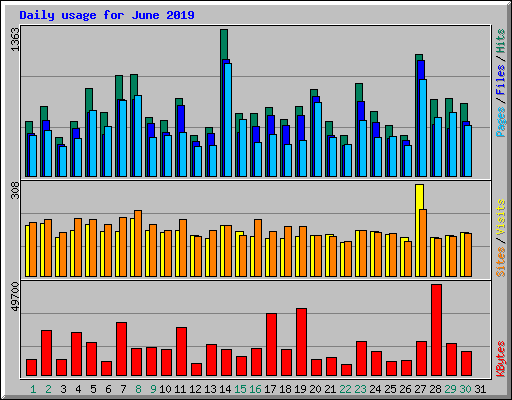 Daily usage for June 2019
1363
Pages / Files / Hits
308
Sites / Visits
49700
KBytes
1 2 3 4 5 6 7 8 9 10 11 12 13 14 15 16 17 18 19 20 21 22 23 24 25 26 27 28 29 30 31